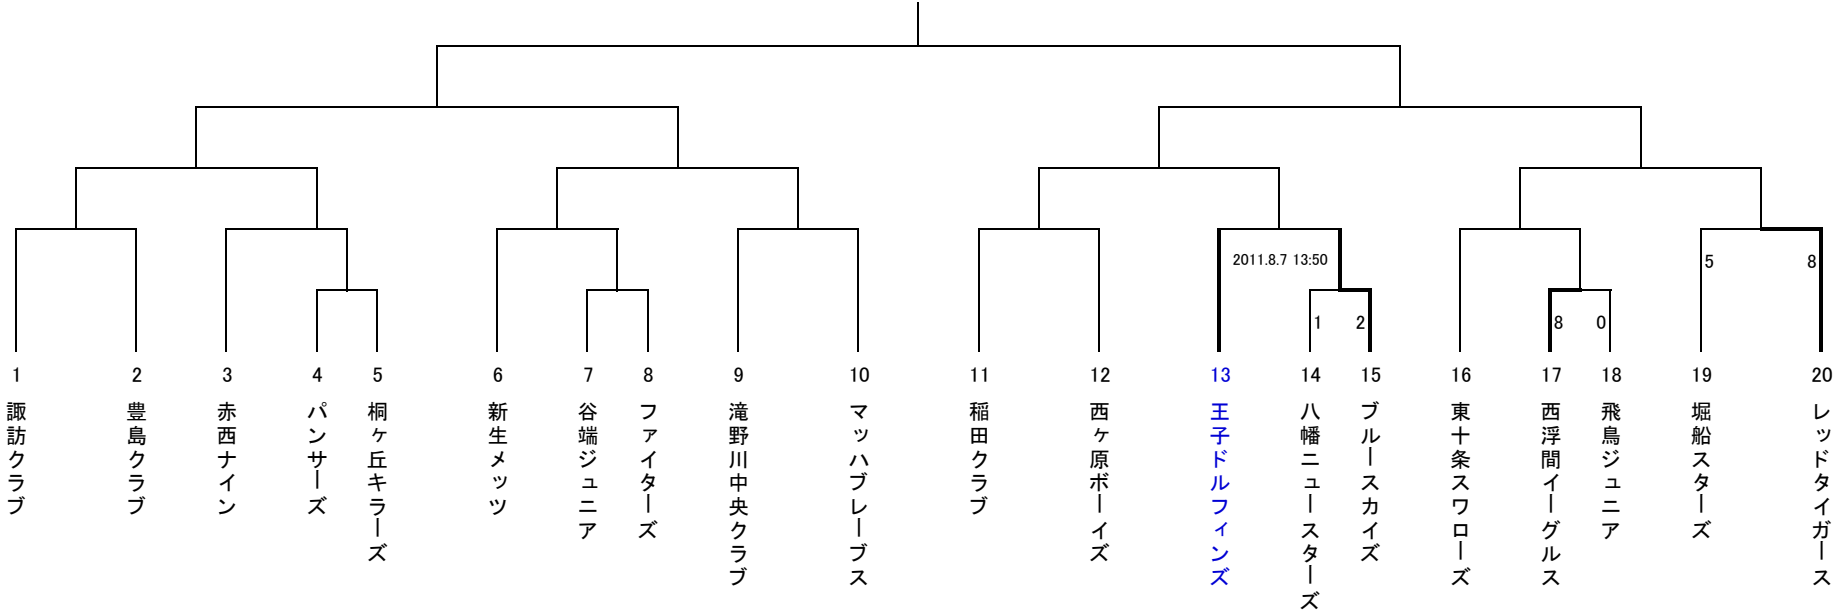 2011.8.7 13:50
5
8
1
2
8
0
1
2
3
4
5
6
7
8
9
10
11
12
13
14
15
16
17
18
19
20
諏訪クラブ
豊島クラブ
赤西ナイン
パンサーズ
桐ヶ丘キラーズ
新生メッツ
谷端ジュニア
ファイターズ
滝野川中央クラブ
マッハブレーブス
稲田クラブ
西ヶ原ボーイズ
王子ドルフィンズ
八幡ニュースターズ
ブルースカイズ
東十条スワローズ
西浮間イーグルス
飛鳥ジュニア
堀船スターズ
レッドタイガース